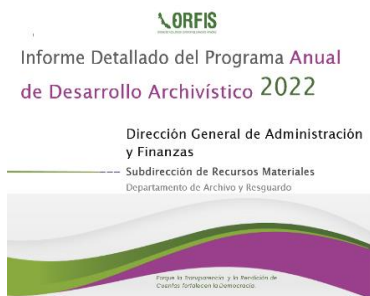 ORFIS
Informe Detallado del Programa Anual
de Desarrollo Archivístico 2022
Dirección General de Administración
y Finanzas
Subdirección de Recursos Materiales
Departamento de Archivo y Resguardo
Porque la Transparencia y la Rendición de
Cuentas fortalecen la Democracia.